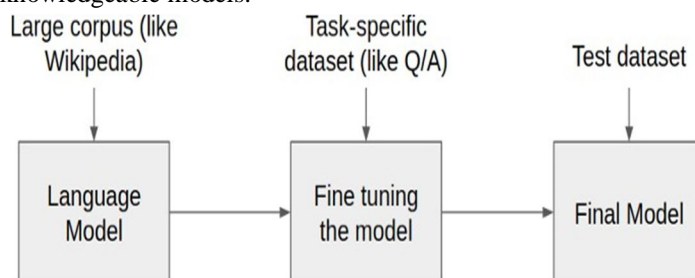 knowledgeable models.
Large corpus (like
Wikipedia)
Task-specific
dataset (like Q/A)
Test dataset
Language
Model
Fine tuning
the model
Final Model